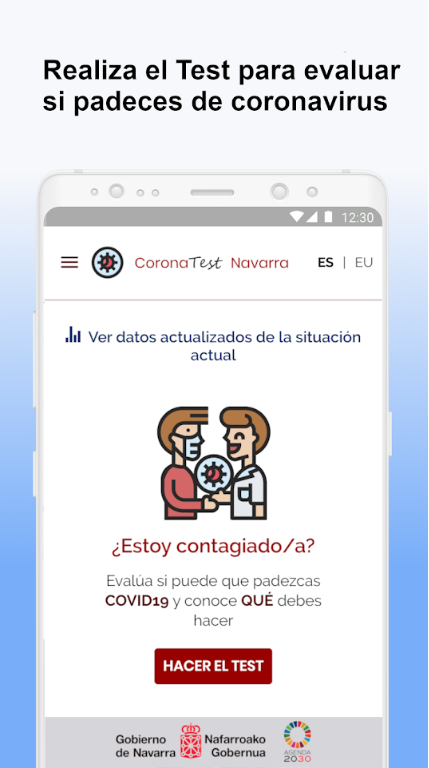 Realiza el Test para evaluar
si padeces de coronavirus
12:30
CoronaTest Navarra ES | EU
Ver datos actualizados de la situación
actual
¿Estoy contagiado/a?
Evalúa si puede que padezcas
COVID19 y conoce QUÉ debes
hacer
HACER EL TEST
Gobierno
de Navarra
Nafarroako
Gobernua
AGENDA
2030